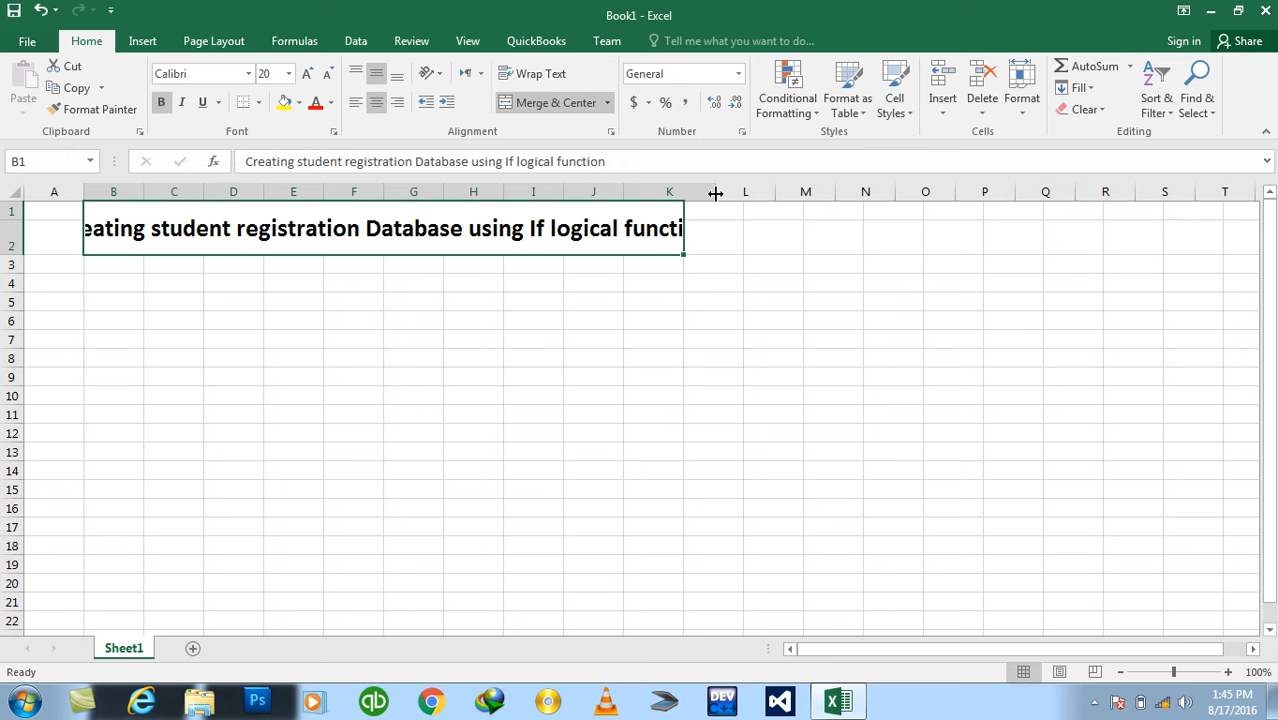 Book1 - Excel
File Home Insert Page Layout Formulas Data Review View QuickBooks Team Tell me what you want to do... Sign in Share
Cut
Copy
Format Painter
Paste
Clipboard
Calibri 20
B I U
Font
Wrap Text
Merge & Center
Alignment
General
$ % ,
Number
Conditional Formatting
Format as Table
Cell Styles
Styles
Insert Delete Format
Cells
AutoSum
Fill
Clear
Sort & Filter
Find & Select
Editing
B1 fx Creating student registration Database using If logical function
A B C D E F G H I J K L M N O P Q R S T
1
eating student registration Database using If logical functi
2
3
4
5
6
7
8
9
10
11
12
13
14
15
16
17
18
19
20
21
22
Sheet1
Ready 100%
1:45 PM
8/17/2016
Ps qb DEV